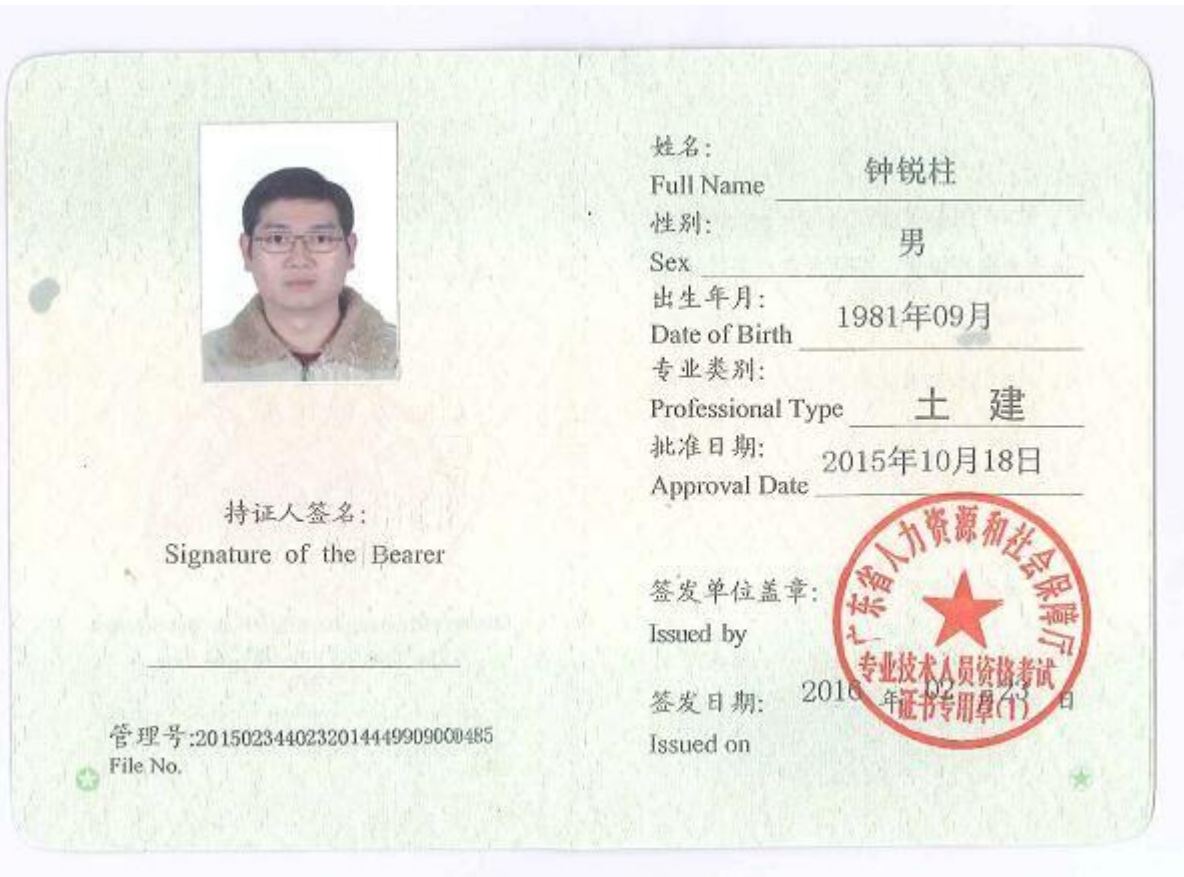 持证人签名:
Signature of the Bearer
管理号:2015023440232014449909000485
File No.
姓名:
钟锐柱
Full Name
性别:
男
Sex
出生年月:
1981年09月
Date of Birth
专业类别:
土 建
Professional Type
批准日期:
2015年10月18日
Approval Date
签发单位盖章:
Issued by
广东省人力资源和社会保障厅
专业技术人员资格考试
证书专用章(1)
签发日期: 2016 年 02 月 23 日
Issued on